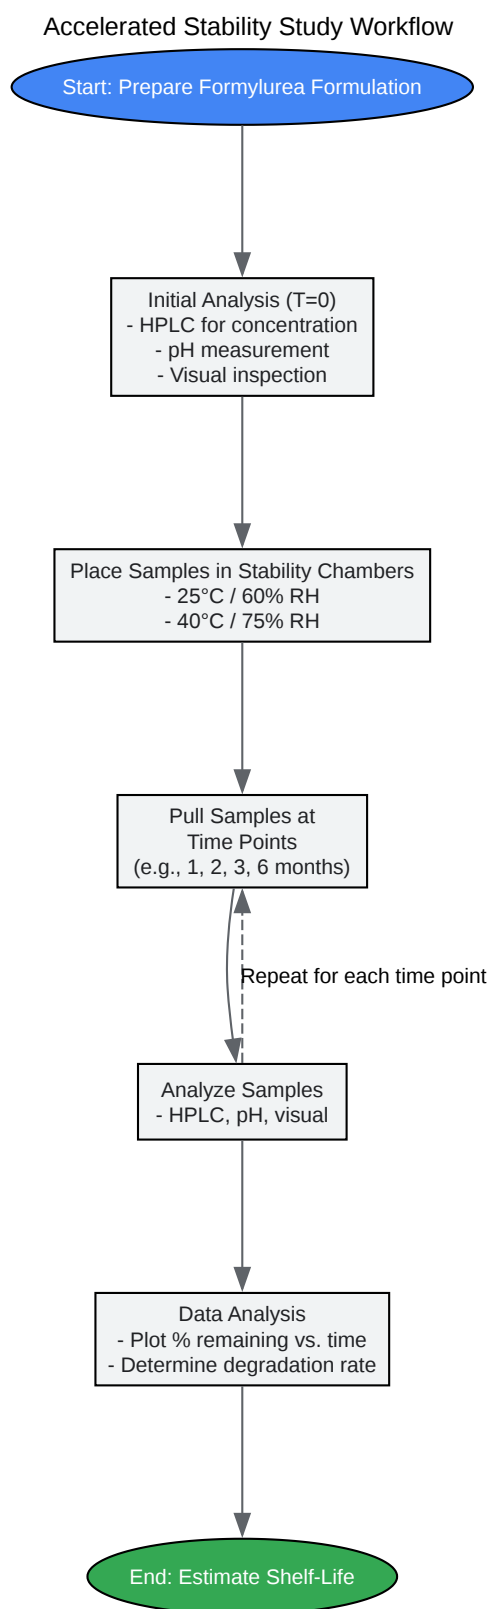 Accelerated Stability Study Workflow
Start: Prepare Formylurea Formulation
Initial Analysis (T=0)
- HPLC for concentration
- pH measurement
- Visual inspection
Place Samples in Stability Chambers
- 25°C / 60% RH
- 40°C / 75% RH
Pull Samples at
Time Points
(e.g., 1, 2, 3, 6 months)
Repeat for each time point
Analyze Samples
- HPLC, pH, visual
Data Analysis
- Plot % remaining vs. time
- Determine degradation rate
End: Estimate Shelf-Life